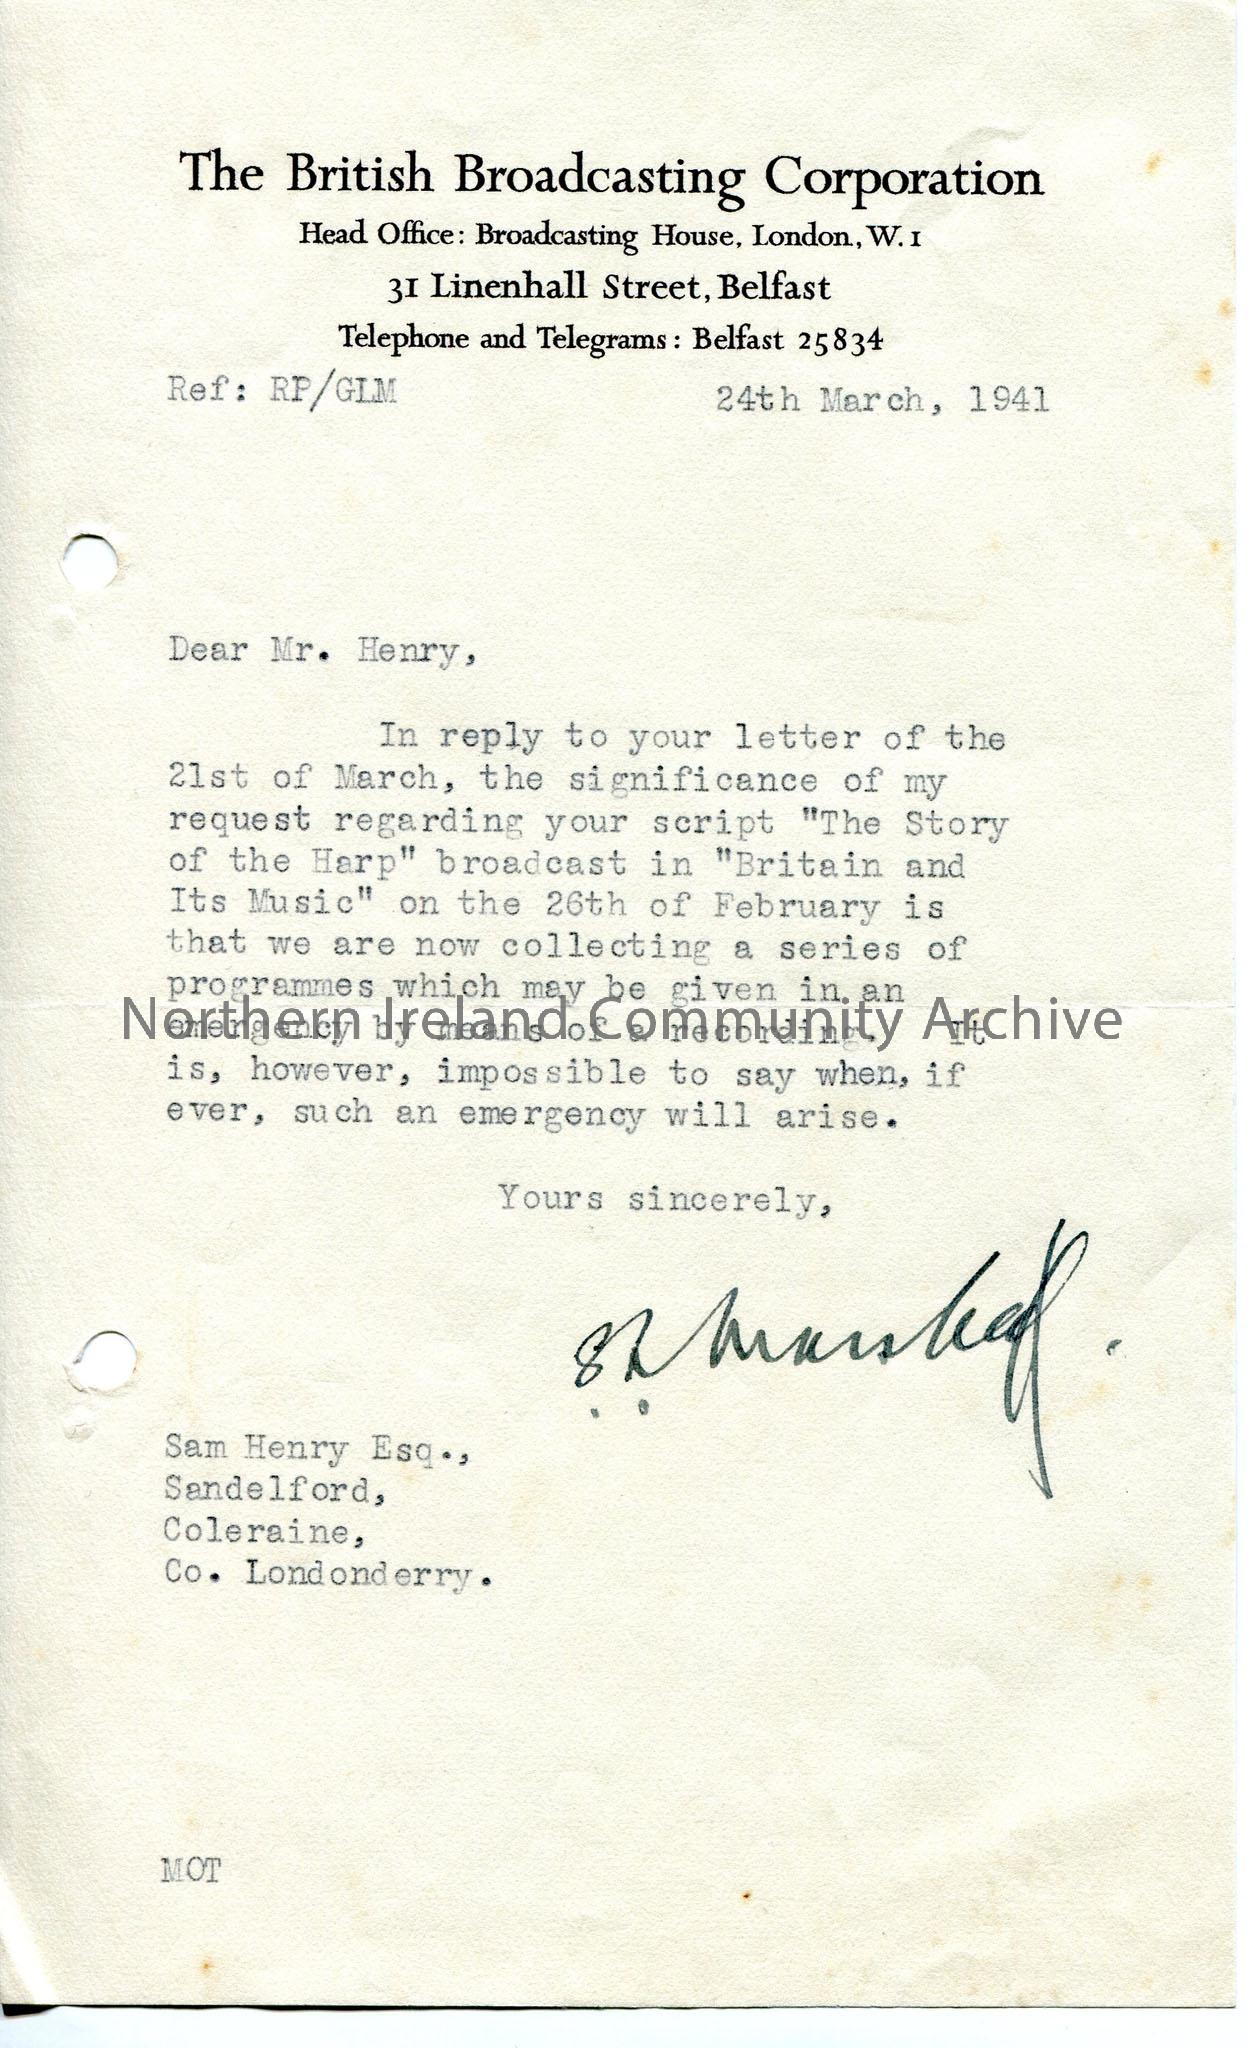 The British Broadcasting Corporation
Head Office: Broadcasting House, London, W.1
31 Linenhall Street, Belfast
Telephone and Telegrams: Belfast 25834
Ref: RP/GLM 24th March, 1941
Dear Mr. Henry,
In reply to your letter of the
21st of March, the significance of my
request regarding your script "The Story
of the Harp" broadcast in "Britain and
Its Music" on the 26th of February is
that we are now collecting a series of
programmes which may be given in an
emergency by means of a recording. It
Northern Ireland Community Archive
is, however, impossible to say when, if
ever, such an emergency will arise.
Yours sincerely,
Marshall.
Sam Henry Esq.,
Sandelford,
Coleraine,
Co. Londonderry.
MOT